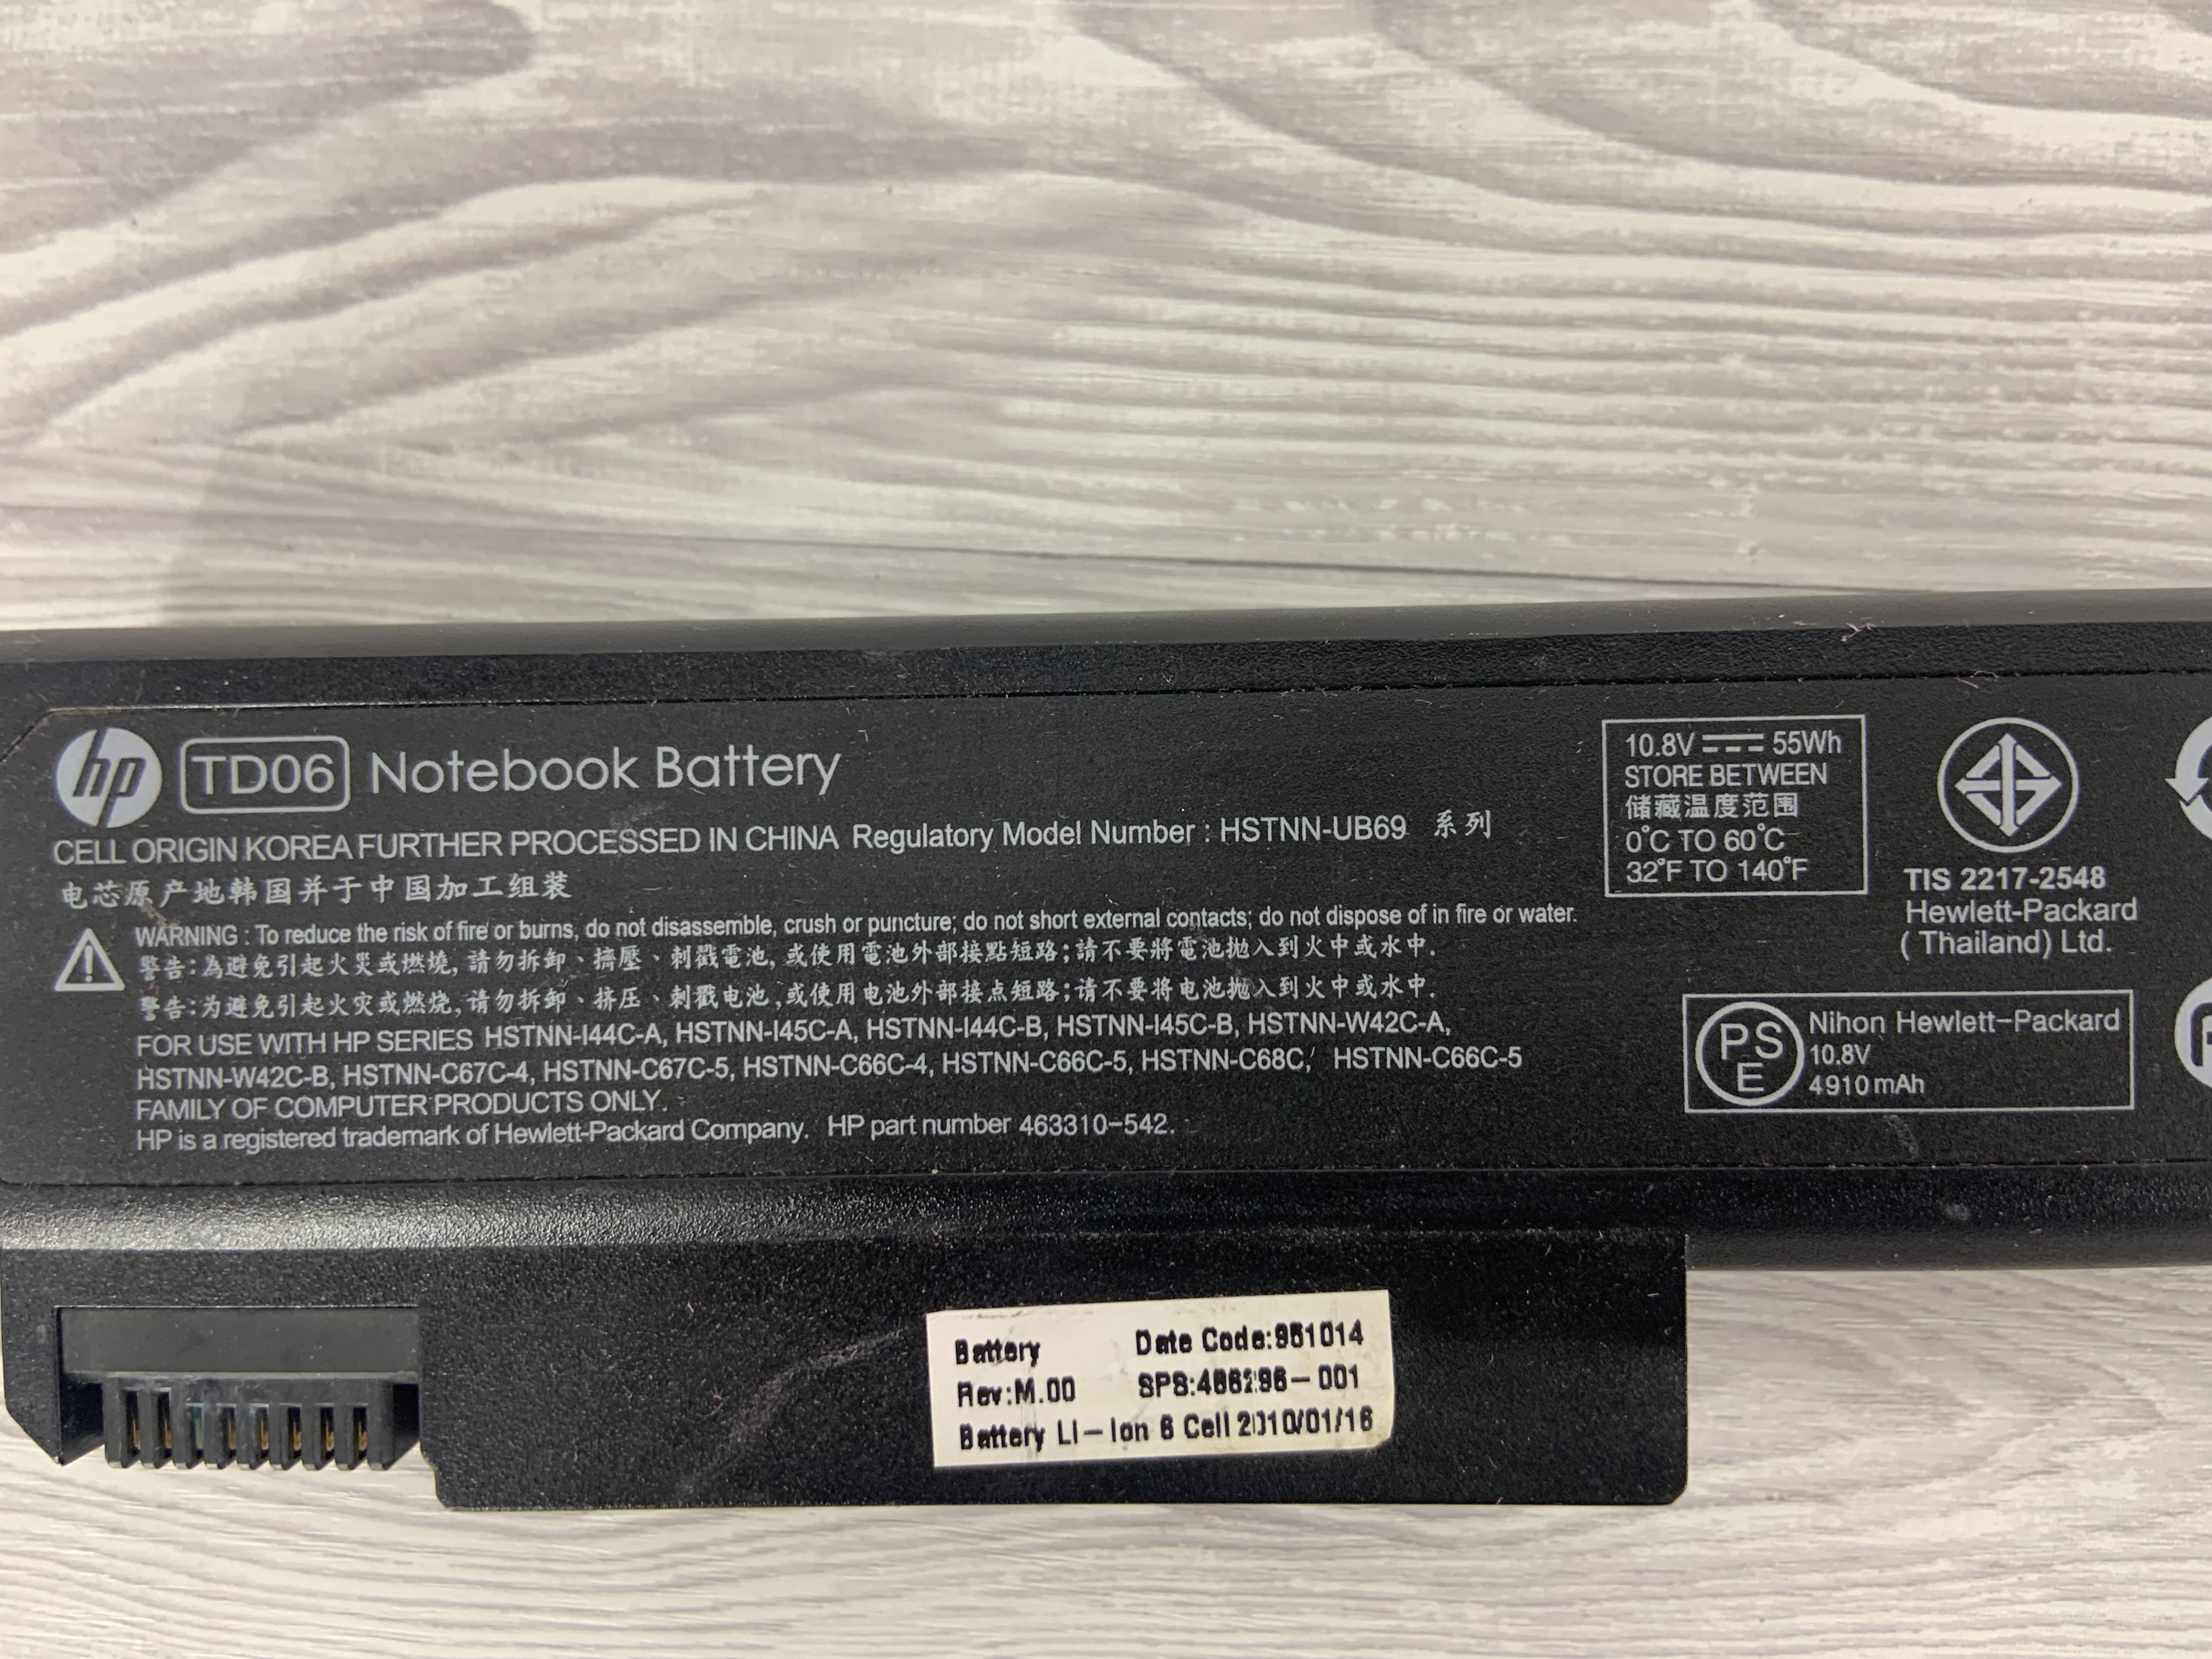 hp TD06 Notebook Battery
CELL ORIGIN KOREA FURTHER PROCESSED IN CHINA Regulatory Model Number : HSTNN-UB69 系列
电芯原产地韩国并于中国加工组装
WARNING : To reduce the risk of fire or burns, do not disassemble, crush or puncture; do not short external contacts; do not dispose of in fire or water.
警告:為避免引起火災或燃燒,請勿拆卸、擠壓、刺戳電池,或使用電池外部接點短路;請不要將電池拋入到火中或水中.
警告:为避免引起火灾或燃烧,请勿拆卸、挤压、刺戳电池,或使用电池外部接点短路;请不要将电池抛入到火中或水中.
FOR USE WITH HP SERIES HSTNN-I44C-A, HSTNN-I45C-A, HSTNN-I44C-B, HSTNN-I45C-B, HSTNN-W42C-A,
HSTNN-W42C-B, HSTNN-C67C-4, HSTNN-C67C-5, HSTNN-C66C-4, HSTNN-C66C-5, HSTNN-C68C, HSTNN-C66C-5
FAMILY OF COMPUTER PRODUCTS ONLY.
HP is a registered trademark of Hewlett-Packard Company. HP part number 463310-542.
10.8V 55Wh
STORE BETWEEN
储藏温度范围
0°C TO 60°C
32°F TO 140°F
TIS 2217-2548
Hewlett-Packard
( Thailand) Ltd.
PSE
Nihon Hewlett-Packard
10.8V
4910 mAh
Battery Date Code:
Rev:M.00
Battery LI-Ion 6 Cell 2010/01/16